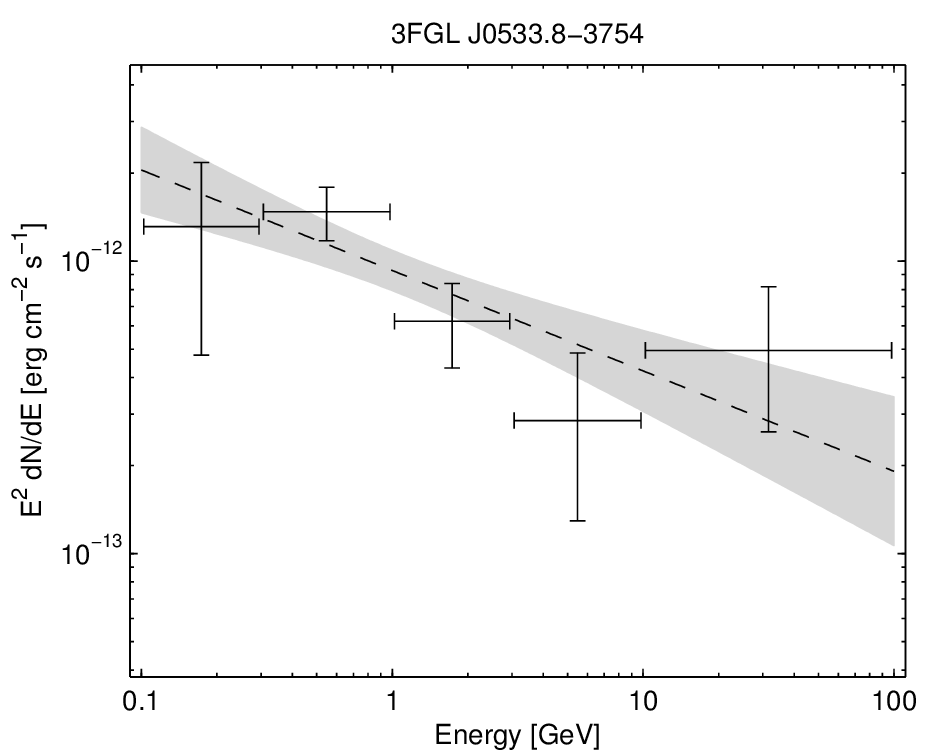 3FGL J0533.8−3754
E² dN/dE [erg cm⁻² s⁻¹]
10⁻¹²
10⁻¹³
0.1 1 10 100
Energy [GeV]